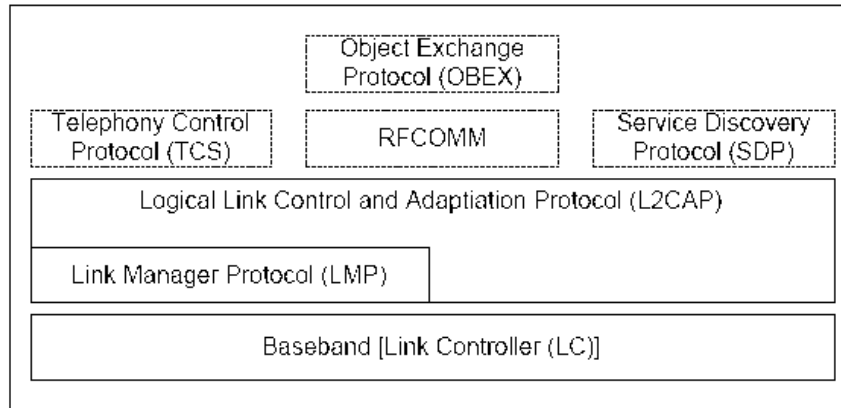 Object Exchange
Protocol (OBEX)
Telephony Control
Protocol (TCS)
RFCOMM
Service Discovery
Protocol (SDP)
Logical Link Control and Adaptiation Protocol (L2CAP)
Link Manager Protocol (LMP)
Baseband [Link Controller (LC)]